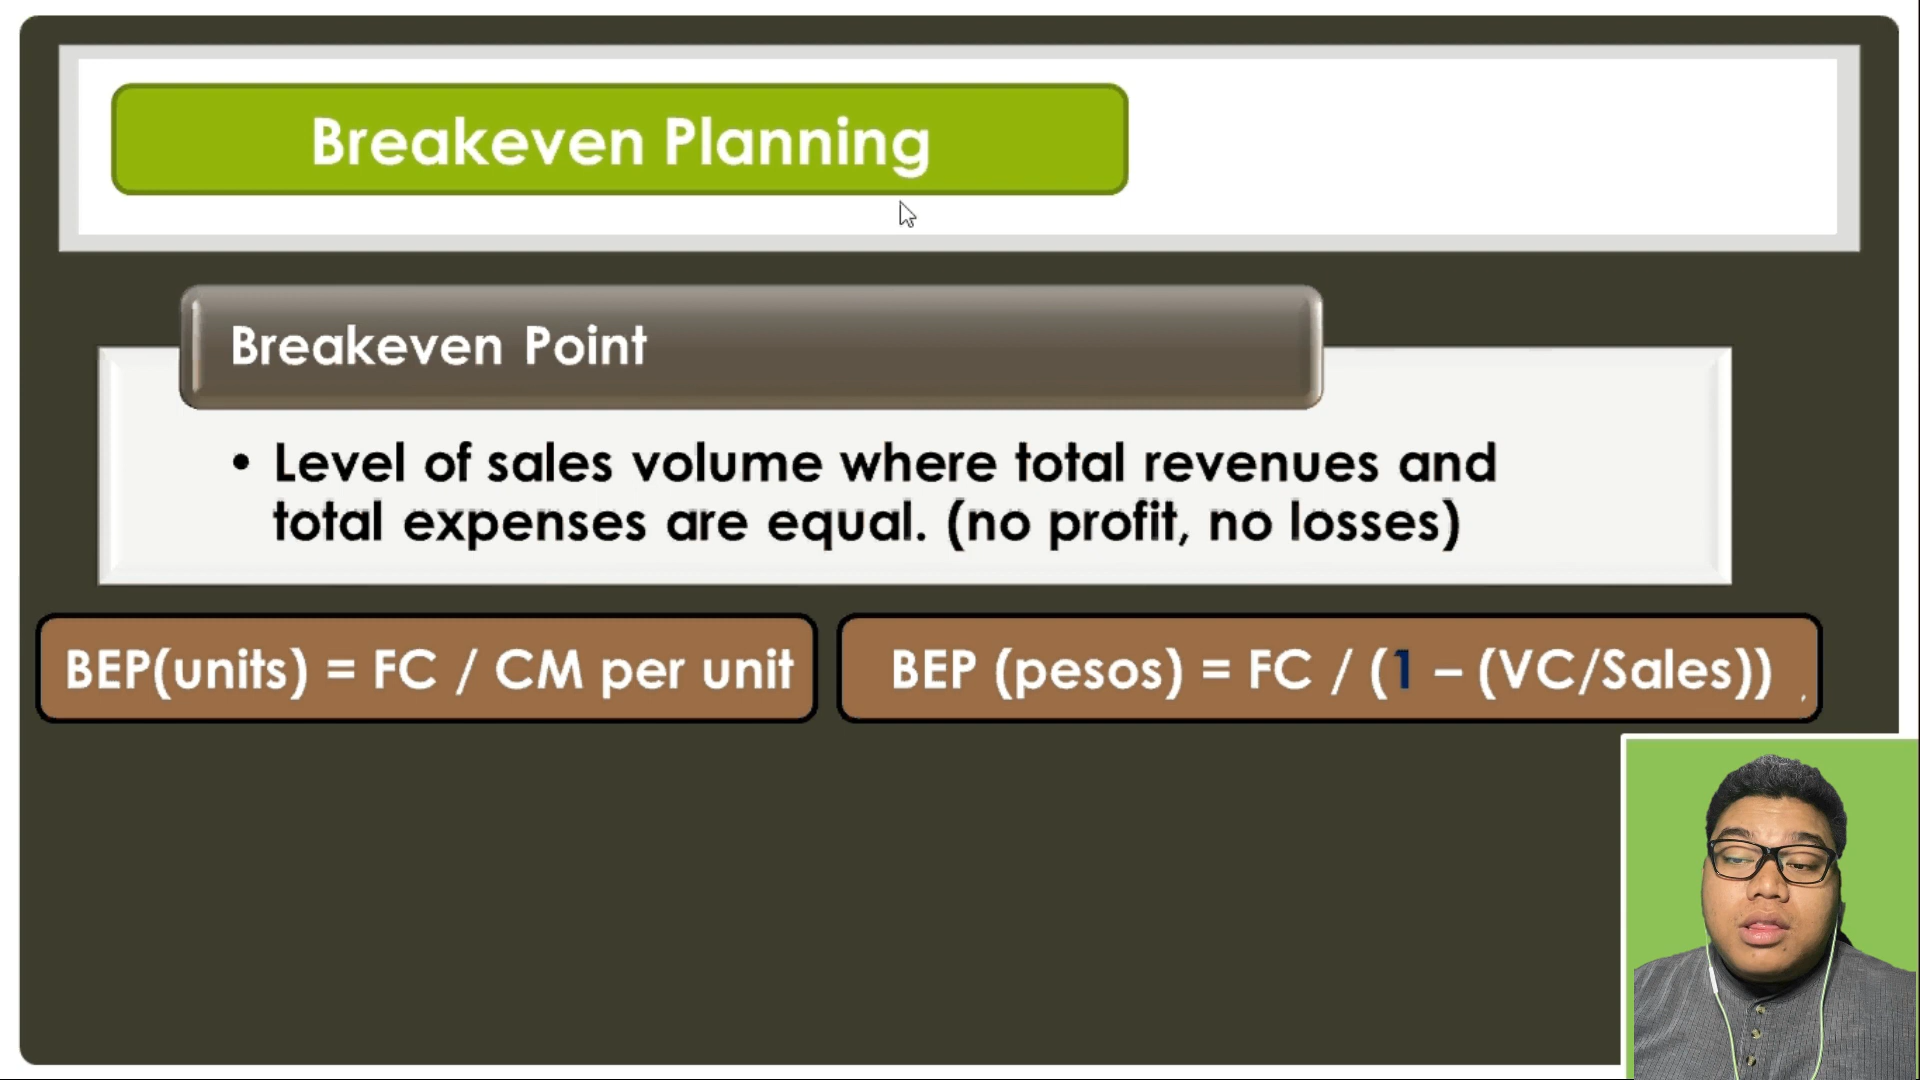 Breakeven Planning
Breakeven Point
• Level of sales volume where total revenues and
total expenses are equal. (no profit, no losses)
BEP(units) = FC / CM per unit
BEP (pesos) = FC / (1 – (VC/Sales)) ,